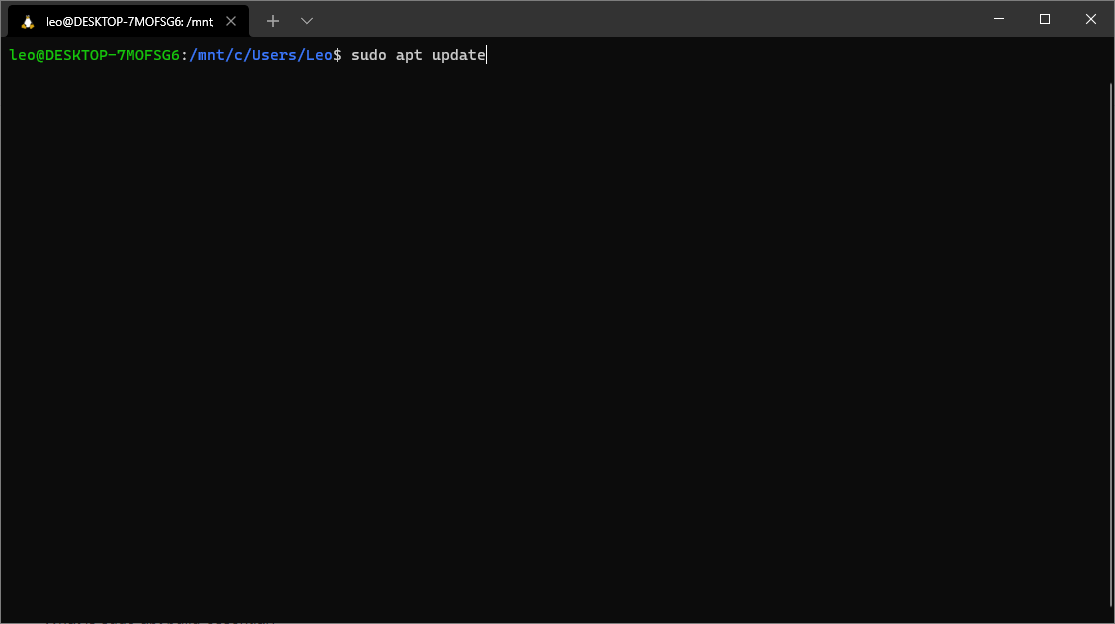 leo@DESKTOP-7MOFSG6: /mnt
leo@DESKTOP-7MOFSG6:/mnt/c/Users/Leo$ sudo apt update